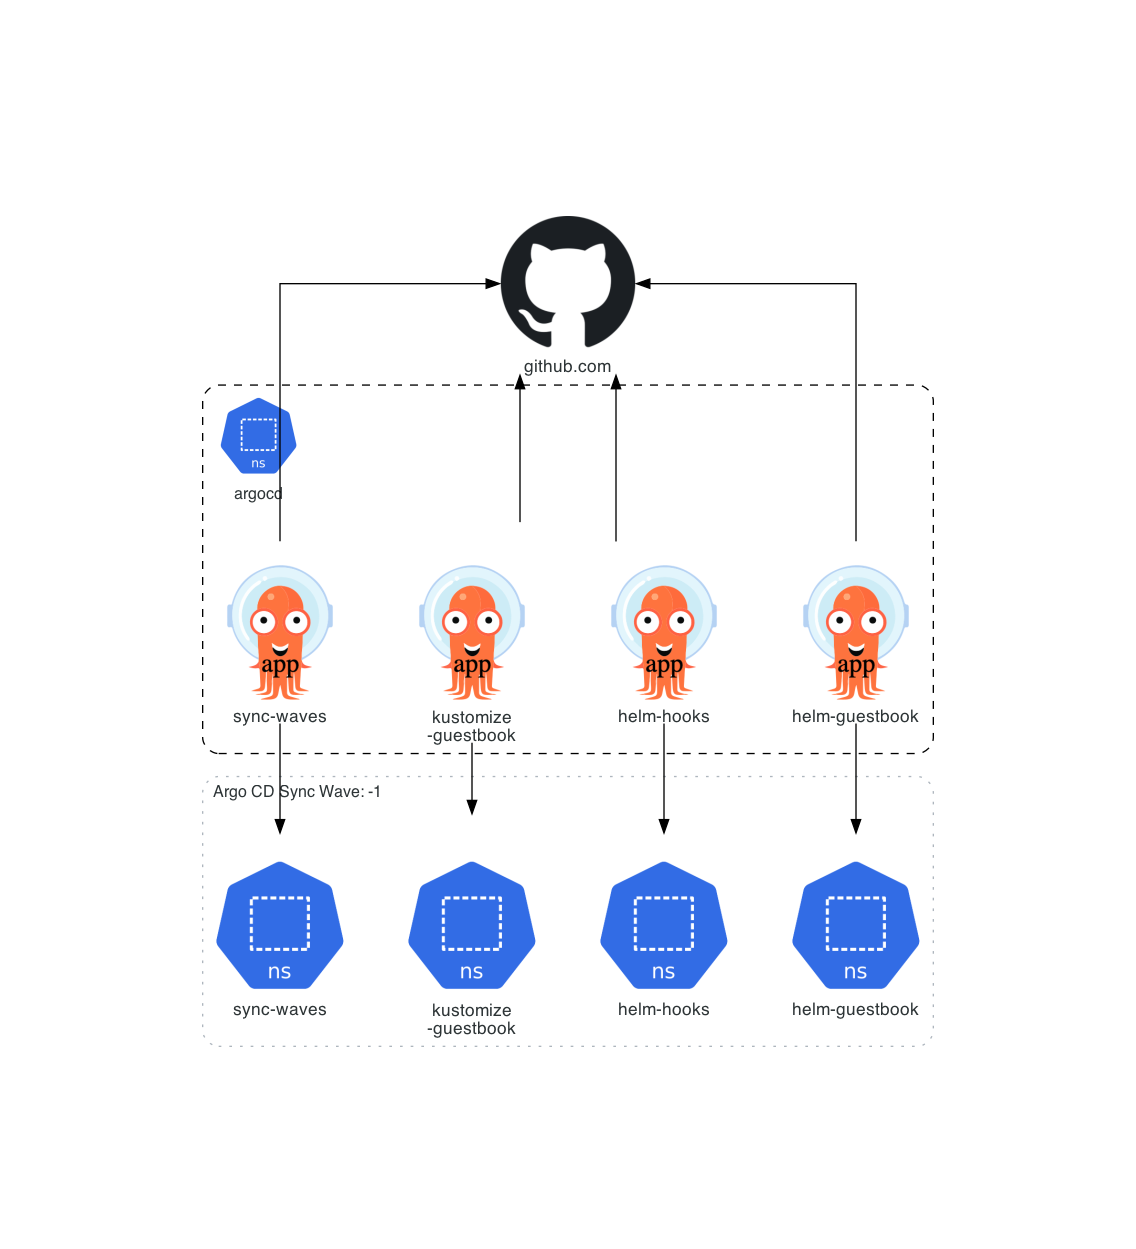 github.com
ns
argocd
app
app
app
app
sync-waves
kustomize
-guestbook
helm-hooks
helm-guestbook
Argo CD Sync Wave: -1
ns
ns
ns
ns
sync-waves
kustomize
-guestbook
helm-hooks
helm-guestbook